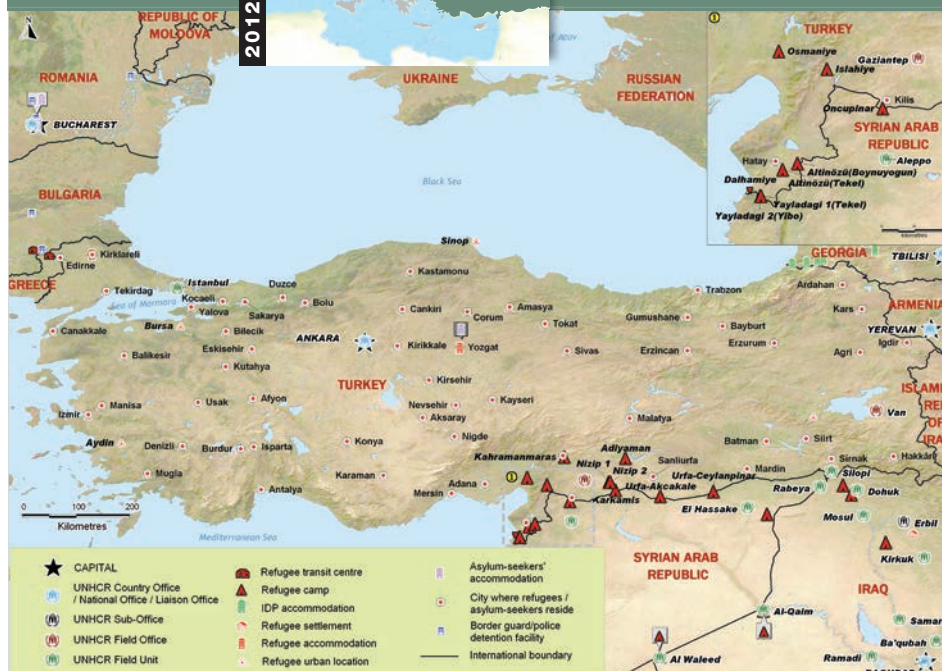 2012
REPUBLIC OF
MOLDOVA
ROMANIA
UKRAINE
RUSSIAN
FEDERATION
BUCHAREST
BULGARIA
Black Sea
TURKEY
Osmaniye
Gaziantep
Islahiye
Oncupinar
Kilis
SYRIAN ARAB
REPUBLIC
Aleppo
Hatay
Altinözü(Boynuyogun)
Dalhamiye
Altinözü(Tekel)
Yayladagi 1(Tekel)
Yayladagi 2(Yibo)
kilometres
Sinop
Kirklareli
Edirne
GREECE
GEORGIA
TBILISI
Tekirdag
Istanbul
Sea of Marmora
Kocaeli
Yalova
Duzce
Sakarya
Bolu
Kastamonu
Trabzon
Ardahan
ARMENIA
Canakkale
Bursa
Bilecik
Cankiri
Corum
Amasya
Tokat
Gumushane
Bayburt
Kars
YEREVAN
Igdir
Balikesir
Eskisehir
Kutahya
ANKARA
Kirikkale
Yozgat
Sivas
Erzincan
Erzurum
Agri
TURKEY
Kirsehir
Manisa
Usak
Afyon
Nevsehir
Kayseri
Izmir
Aksaray
Malatya
Van
Aydin
Denizli
Burdur
Isparta
Konya
Nigde
Batman
Siirt
Hakkari
Kahramanmaras
Adiyaman
Sanliurfa
Mardin
Sirnak
Mugla
Antalya
Karaman
Adana
Mersin
Nizip 1
Nizip 2
Urfa-Ceylanpinar
Urfa-Akcakale
Karkamis
Rabeya
Silopi
Dohuk
El Hassake
Mosul
Erbil
Kirkuk
0 50 100 200
Kilometres
Mediterranean Sea
SYRIAN ARAB
REPUBLIC
IRAQ
Al-Qaim
Al Waleed
Ba'qubah
Ramadi
CAPITAL
UNHCR Country Office
/ National Office / Liaison Office
UNHCR Sub-Office
UNHCR Field Office
UNHCR Field Unit
Refugee transit centre
Refugee camp
IDP accommodation
Refugee settlement
Refugee accommodation
Refugee urban location
Asylum-seekers'
accommodation
City where refugees /
asylum-seekers reside
Border guard/police
detention facility
International boundary